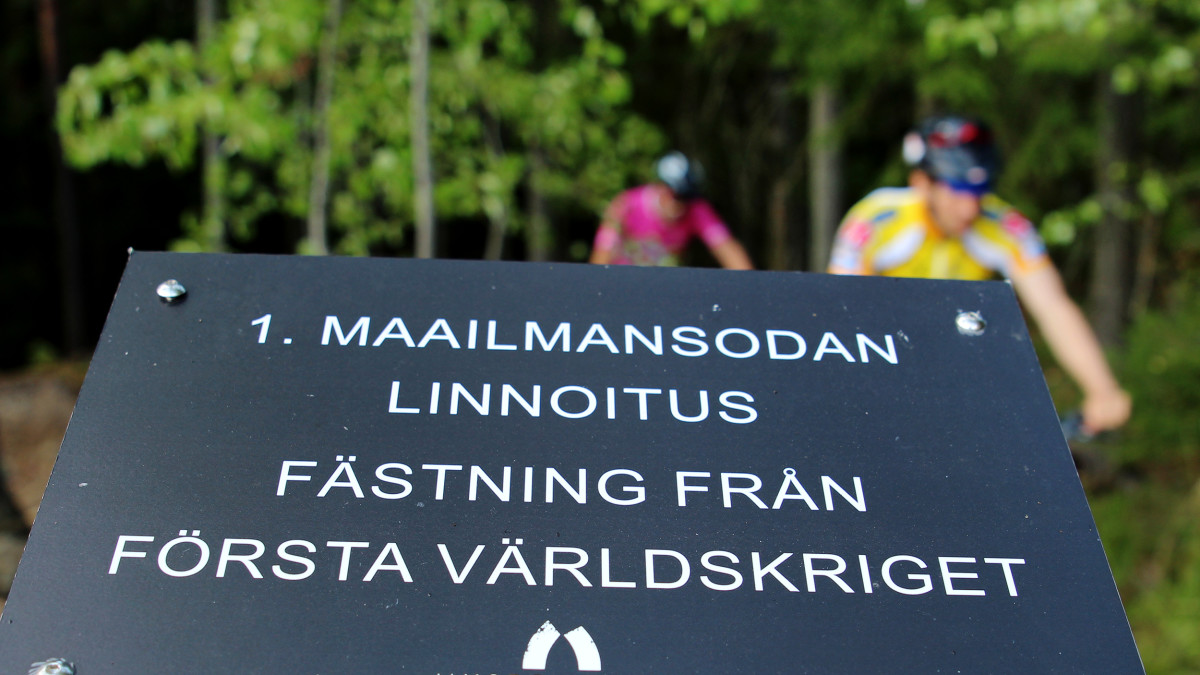 1. MAAILMANSODAN
LINNOITUS
FÄSTNING FRÅN
FÖRSTA VÄRLDSKRIGET